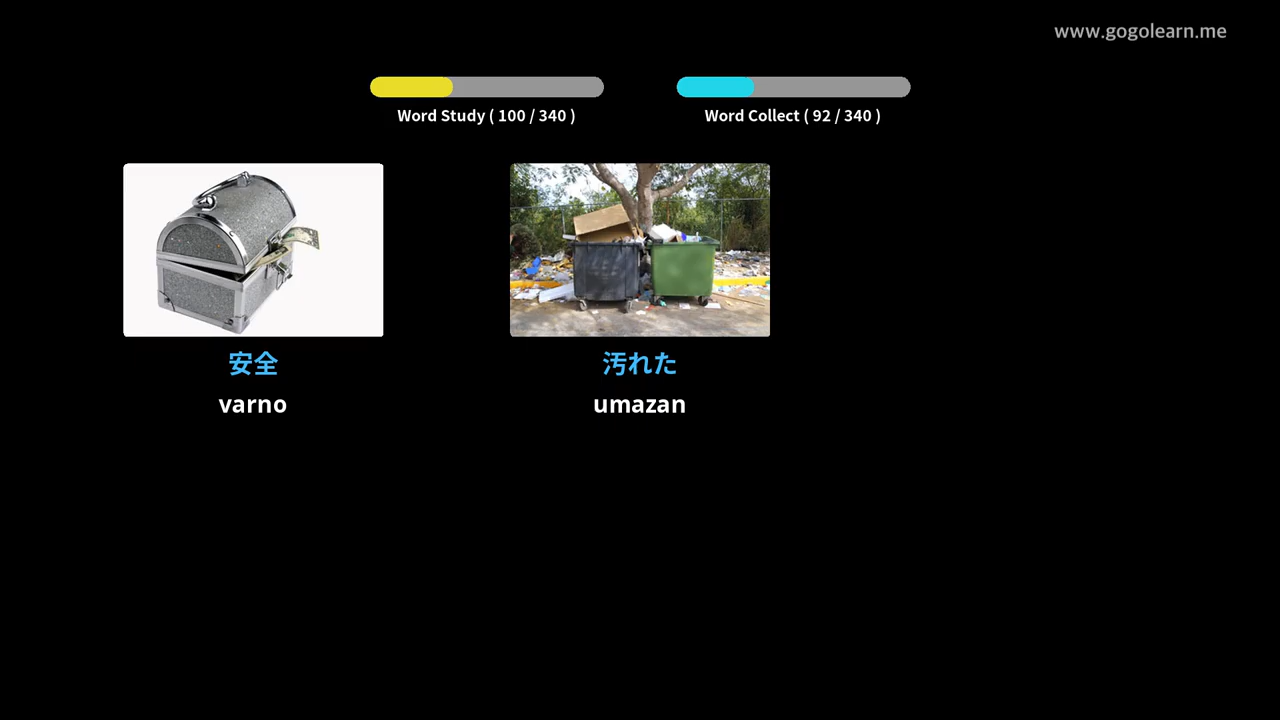 www.gogolearn.me
Word Study ( 100 / 340 )
Word Collect ( 92 / 340 )
安全
varno
汚れた
umazan